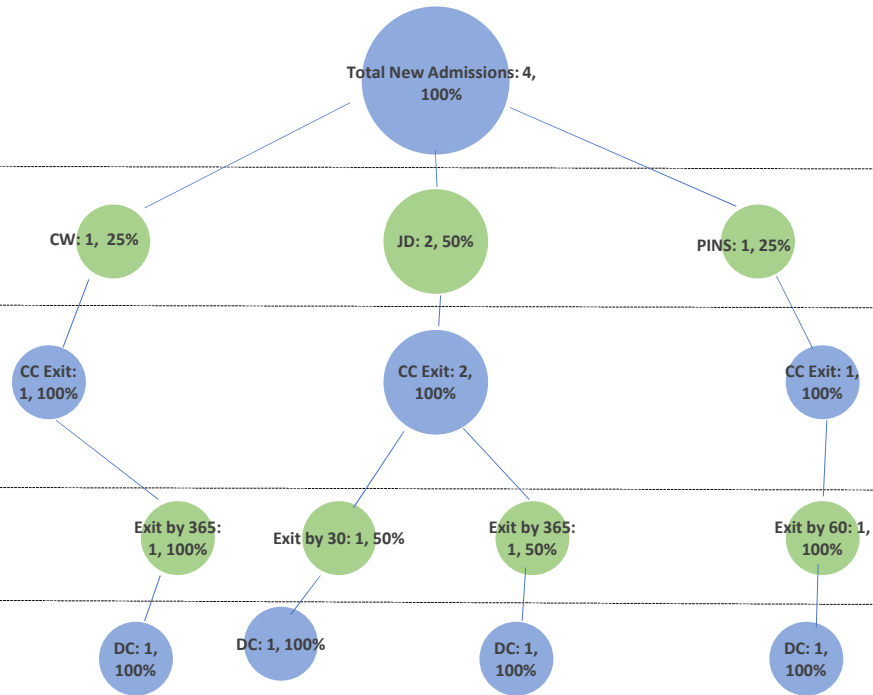 Total New Admissions: 4,
100%
CW: 1, 25%
JD: 2, 50%
PINS: 1, 25%
CC Exit:
1, 100%
CC Exit: 2,
100%
CC Exit: 1,
100%
Exit by 365:
1, 100%
Exit by 30: 1, 50%
Exit by 365:
1, 50%
Exit by 60: 1,
100%
DC: 1,
100%
DC: 1, 100%
DC: 1,
100%
DC: 1,
100%